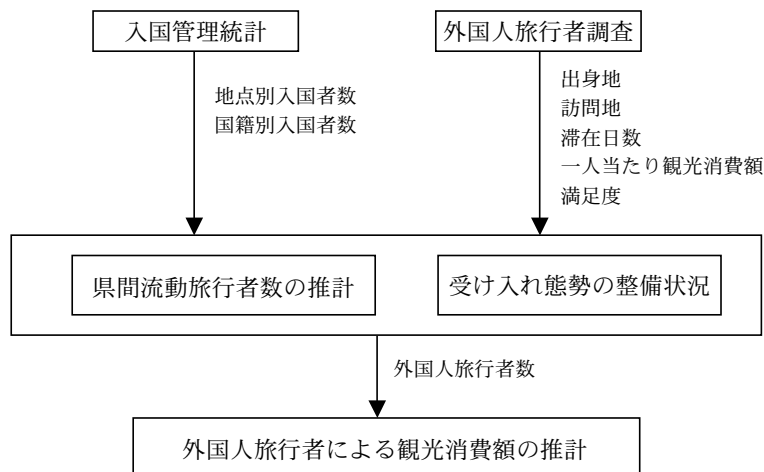 入国管理統計
外国人旅行者調査
地点別入国者数
国籍別入国者数
出身地
訪問地
滞在日数
一人当たり観光消費額
満足度
県間流動旅行者数の推計
受け入れ態勢の整備状況
外国人旅行者数
外国人旅行者による観光消費額の推計